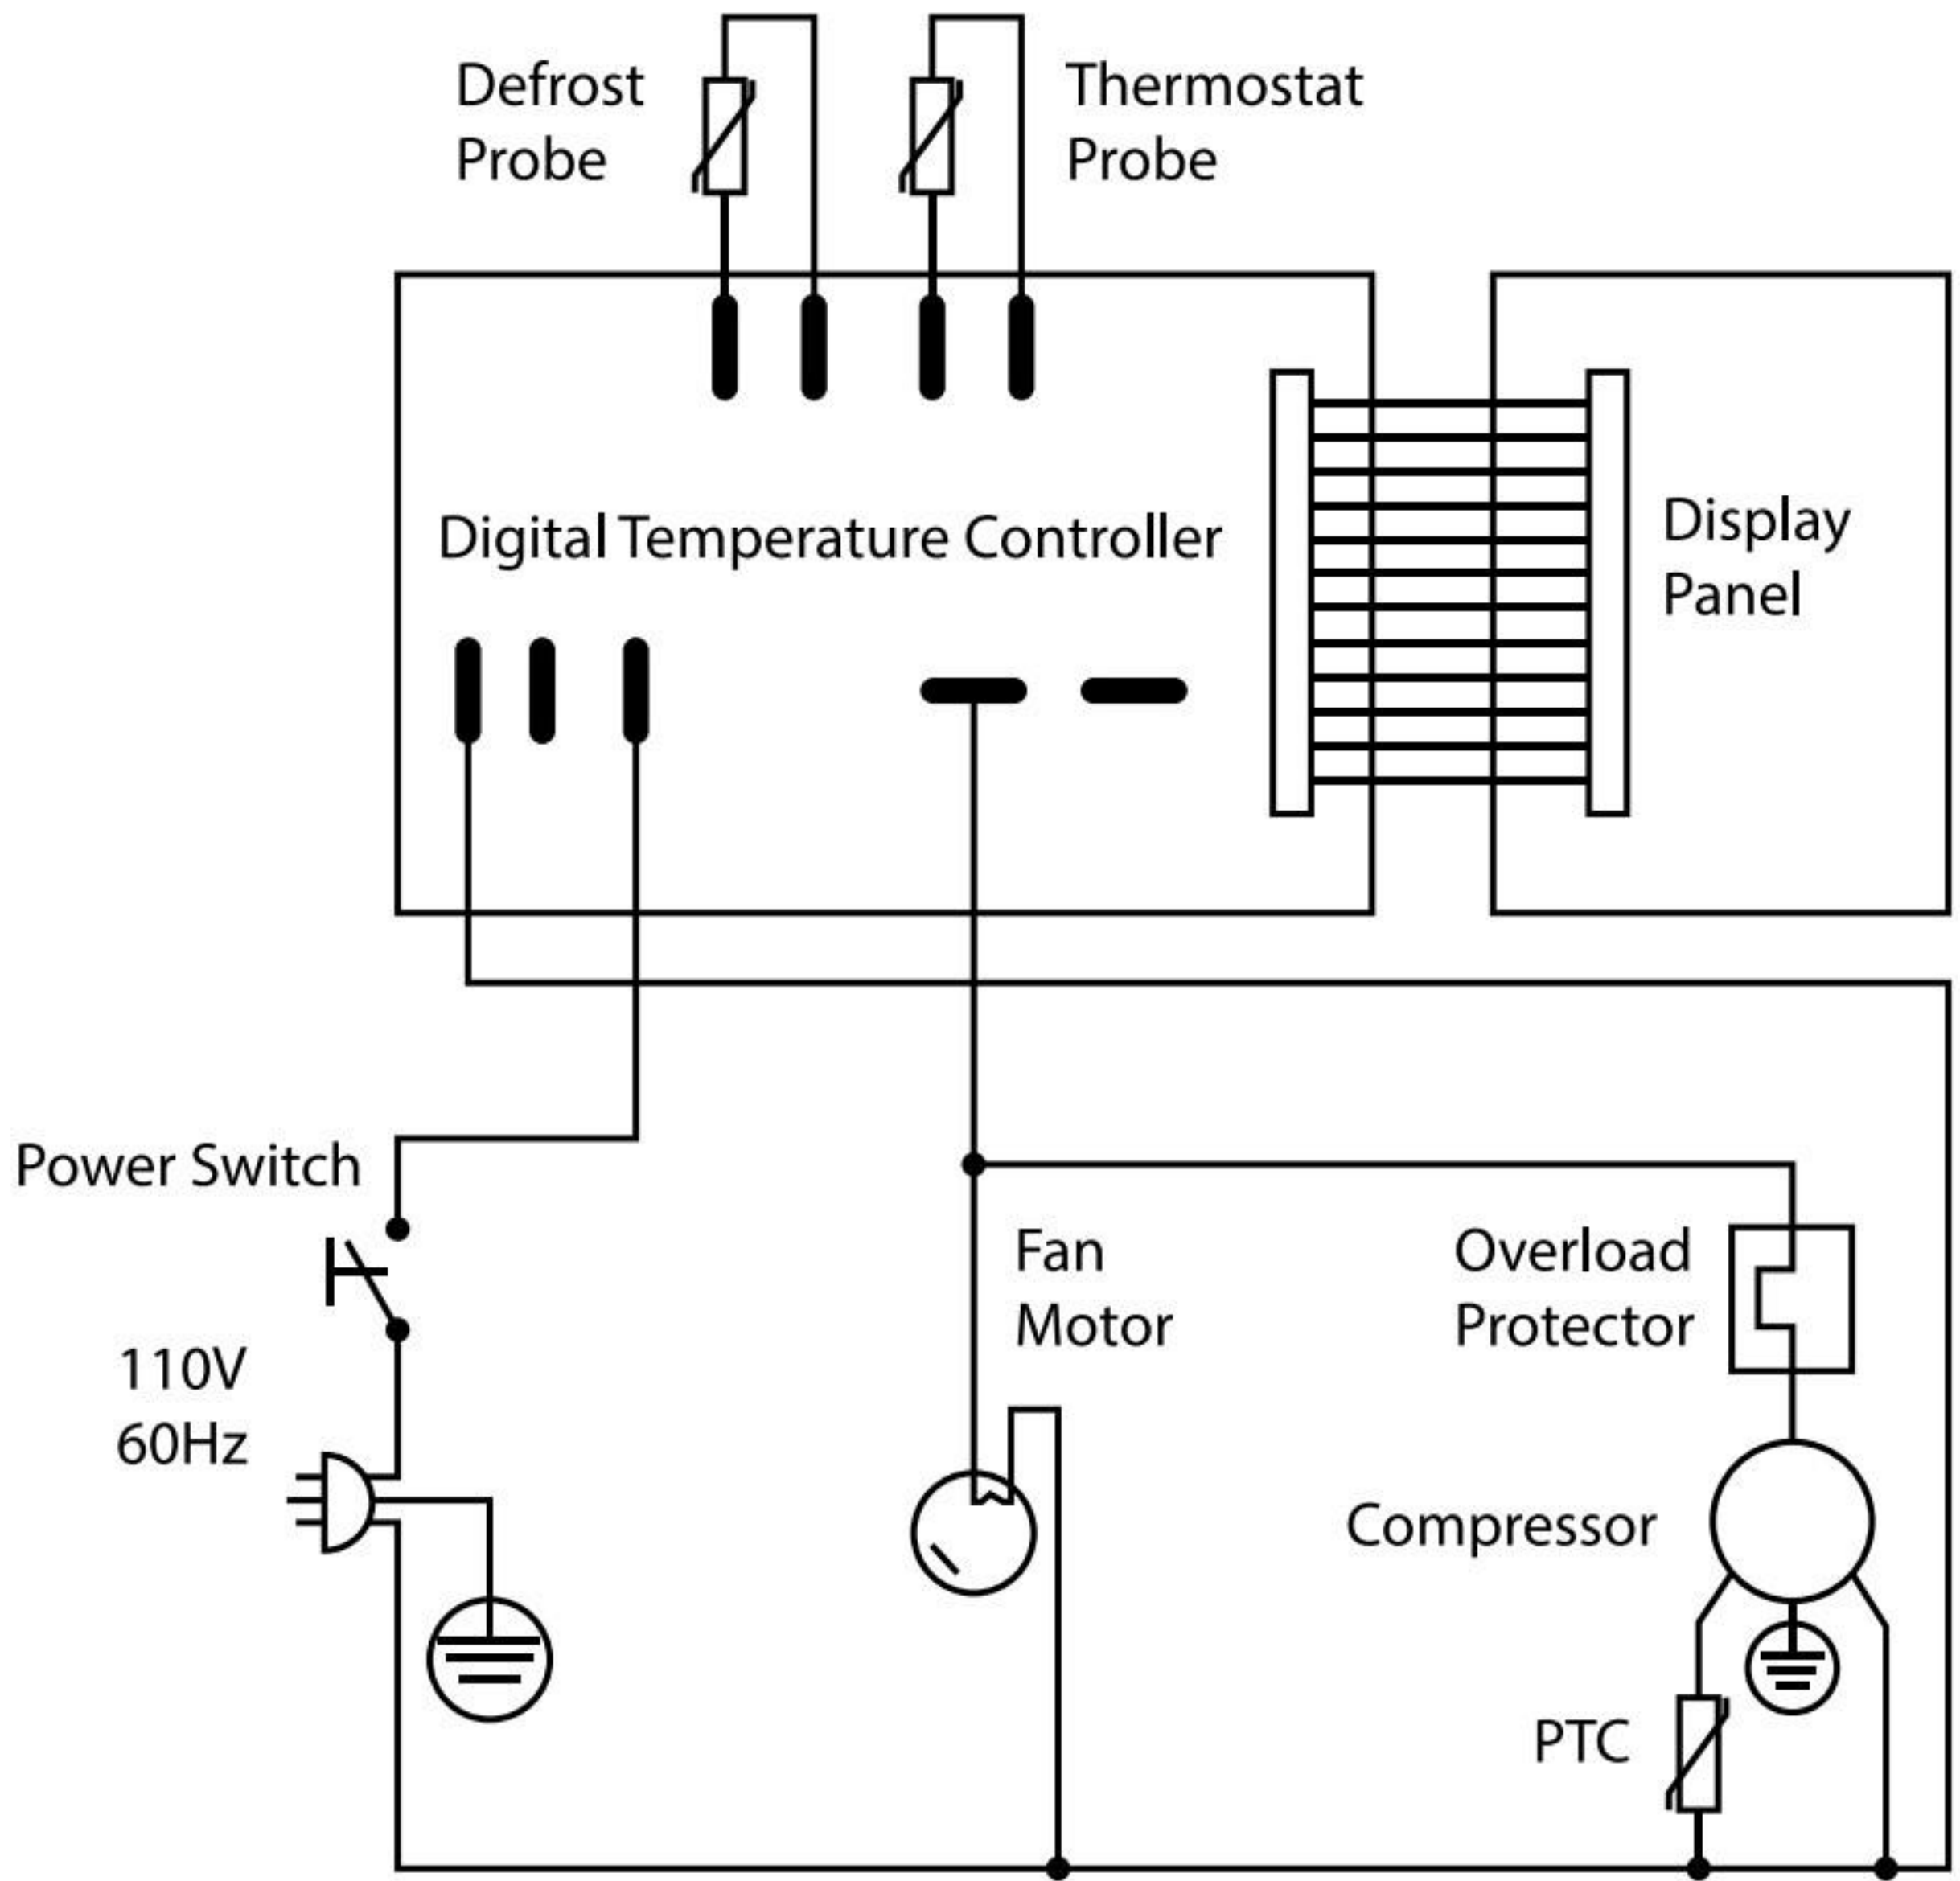 Defrost
Probe
Thermostat
Probe
Digital Temperature Controller
Display
Panel
Power Switch
Fan
Motor
Overload
Protector
110V
60Hz
Compressor
PTC